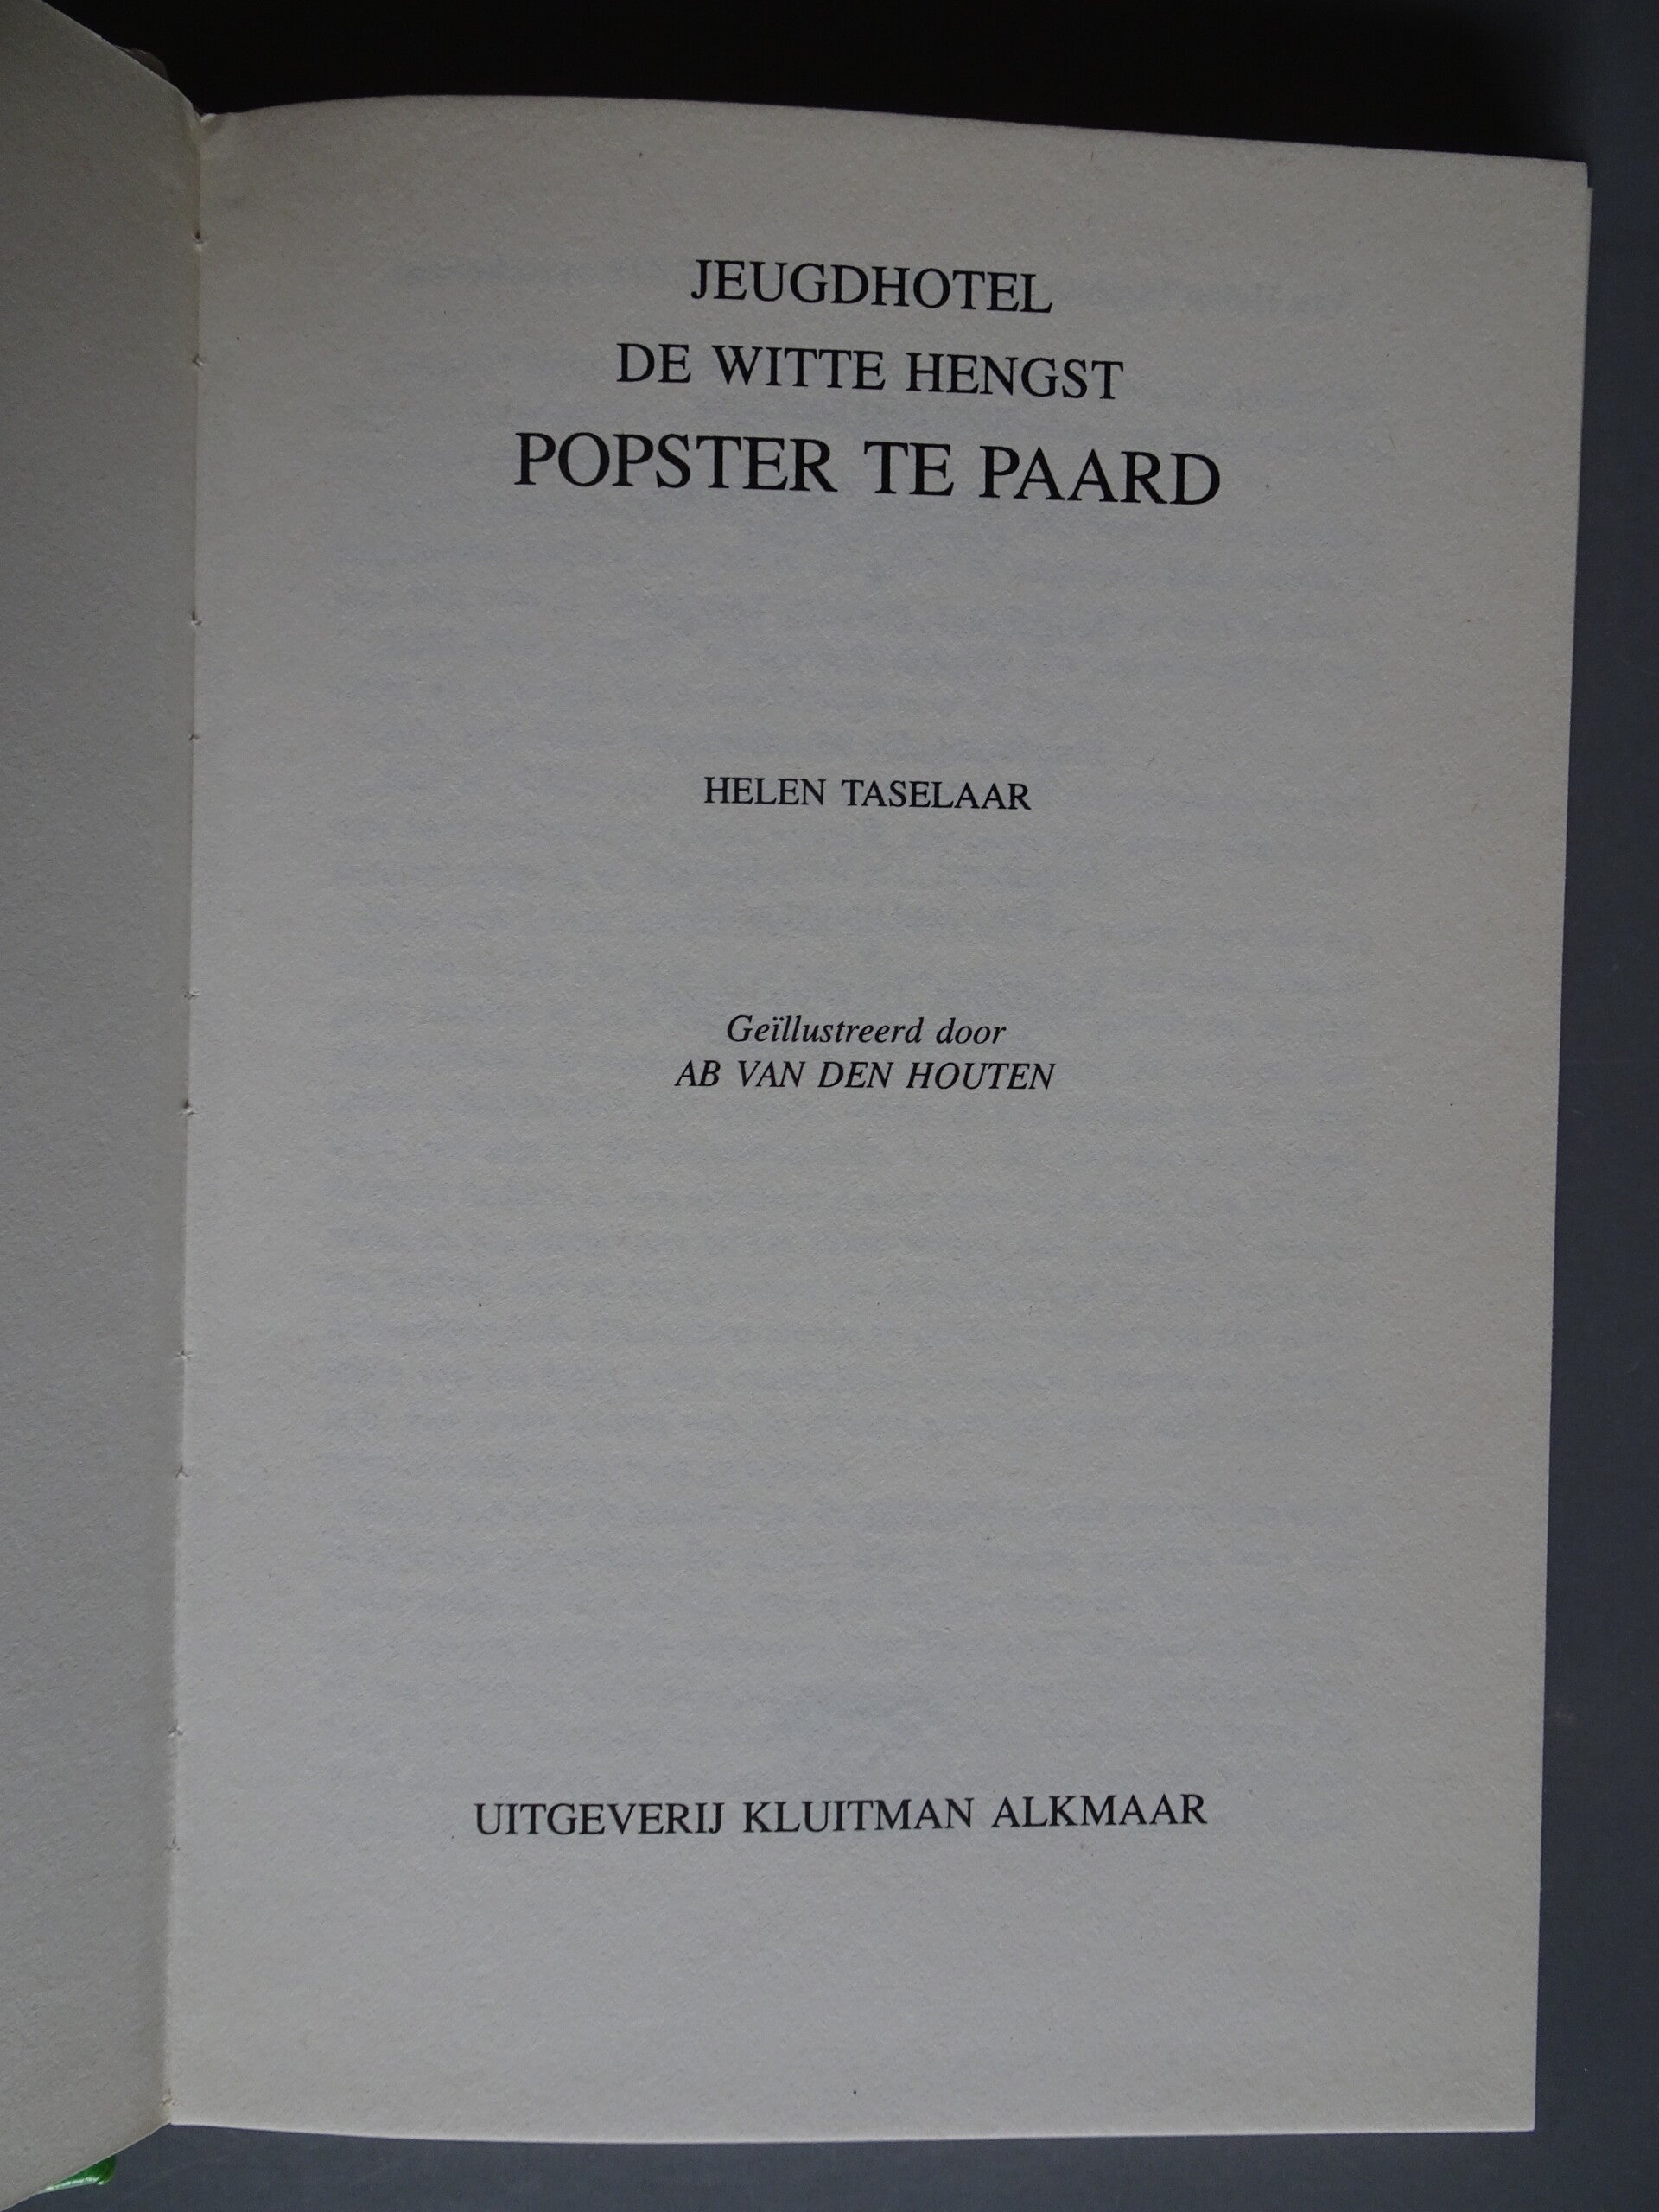 JEUGDHOTEL
DE WITTE HENGST
POPSTER TE PAARD
HELEN TASELAAR
Geïllustreerd door
AB VAN DEN HOUTEN
UITGEVERIJ KLUITMAN ALKMAAR